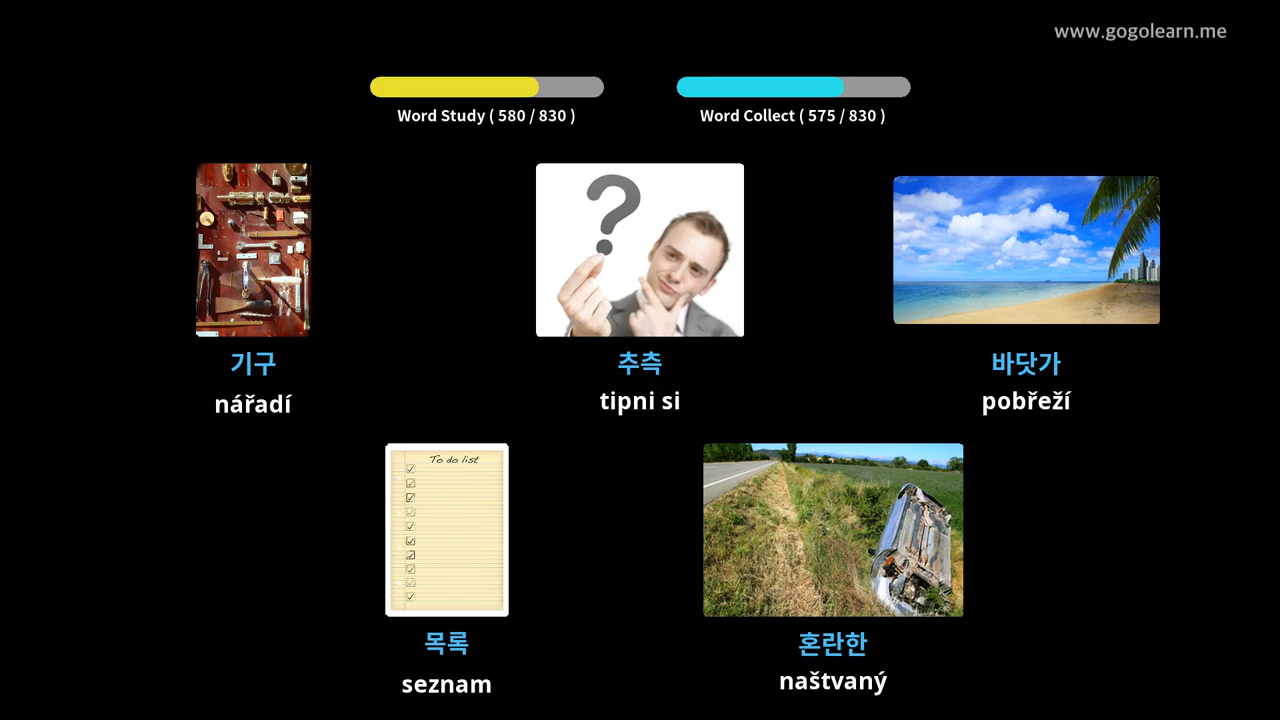 www.gogolearn.me
Word Study ( 580 / 830 )
Word Collect ( 575 / 830 )
기구
nářadí
추측
tipni si
바닷가
pobřeží
To do list
목록
seznam
혼란한
naštvaný